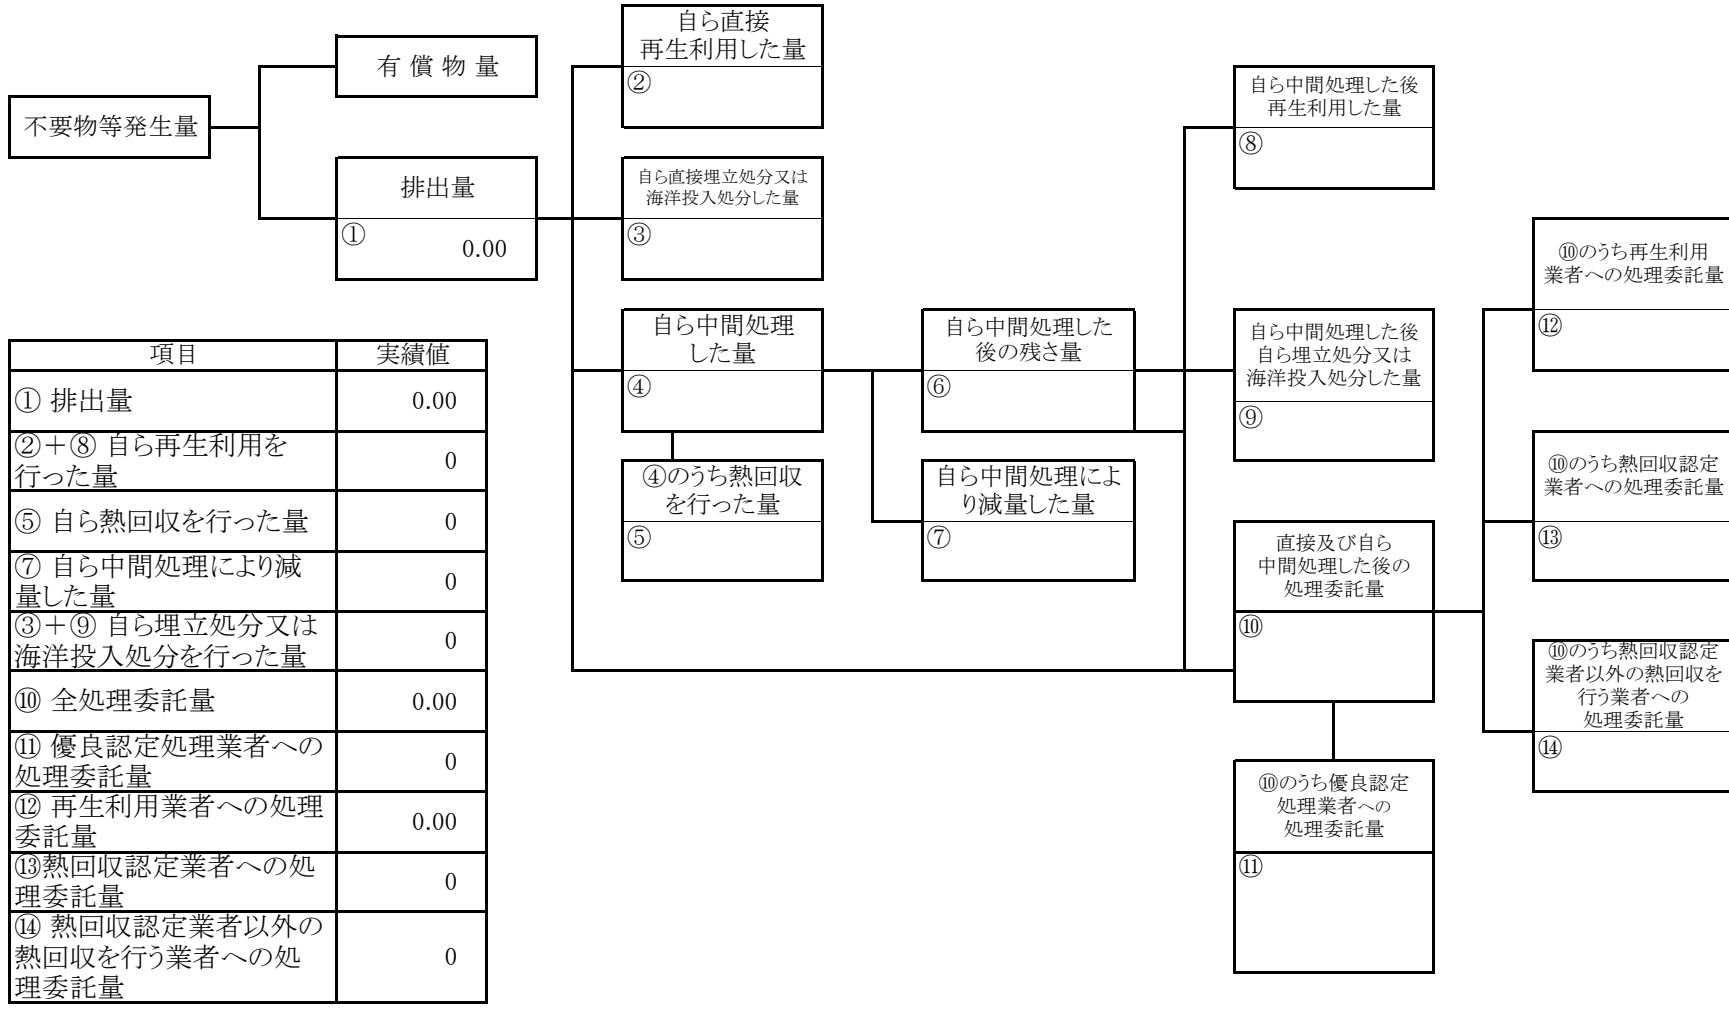 不要物等発生量
有償物量
排出量
①
0.00
自ら直接
再生利用した量
②
自ら直接埋立処分又は
海洋投入処分した量
③
自ら中間処理
した量
④
④のうち熱回収
を行った量
⑤
自ら中間処理した
後の残さ量
⑥
自ら中間処理によ
り減量した量
⑦
自ら中間処理した後
再生利用した量
⑧
自ら中間処理した後
自ら埋立処分又は
海洋投入処分した量
⑨
直接及び自ら
中間処理した後の
処理委託量
⑩
⑩のうち優良認定
処理業者への
処理委託量
⑪
⑩のうち再生利用
業者への処理委託量
⑫
⑩のうち熱回収認定
業者への処理委託量
⑬
⑩のうち熱回収認定
業者以外の熱回収を
行う業者への
処理委託量
⑭
項目 実績値
① 排出量 0.00
②＋⑧ 自ら再生利用を
行った量 0
⑤ 自ら熱回収を行った量 0
⑦ 自ら中間処理により減
量した量 0
③＋⑨ 自ら埋立処分又は
海洋投入処分を行った量 0
⑩ 全処理委託量 0.00
⑪ 優良認定処理業者への
処理委託量 0
⑫ 再生利用業者への処理
委託量 0.00
⑬熱回収認定業者への処
理委託量 0
⑭ 熱回収認定業者以外の
熱回収を行う業者への処
理委託量 0